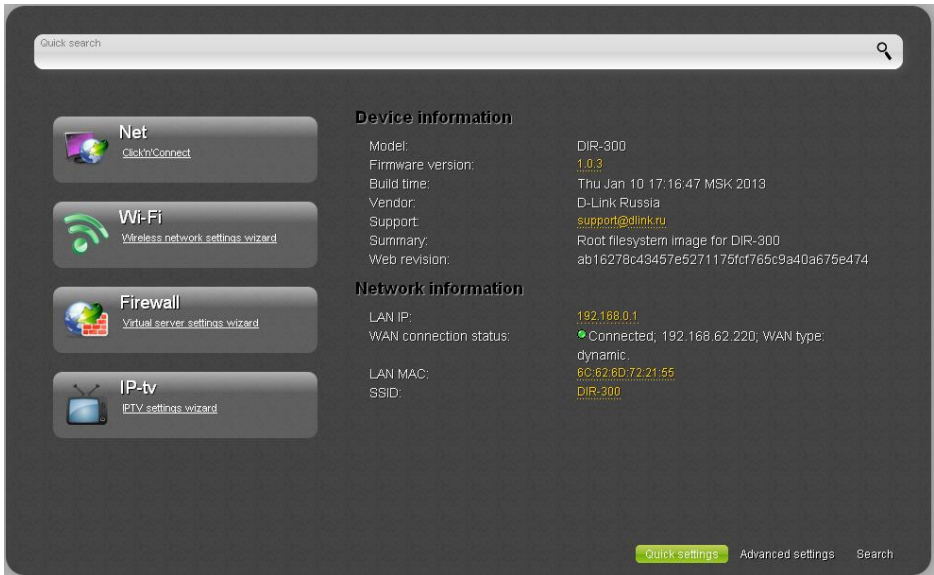 Quick search
Net
Click'n'Connect
Wi-Fi
Wireless network settings wizard
Firewall
Virtual server settings wizard
IP-tv
IPTV settings wizard
Device information
Model: DIR-300
Firmware version: 1.0.3
Build time: Thu Jan 10 17:16:47 MSK 2013
Vendor: D-Link Russia
Support: support@dlink.ru
Summary: Root filesystem image for DIR-300
Web revision: ab16278c43457e5271175fcf765c9a40a675e474
Network information
LAN IP: 192.168.0.1
WAN connection status: Connected; 192.168.62.220; WAN type:
dynamic.
LAN MAC: 6C:62:6D:72:21:55
SSID: DIR-300
Quick settings Advanced settings Search